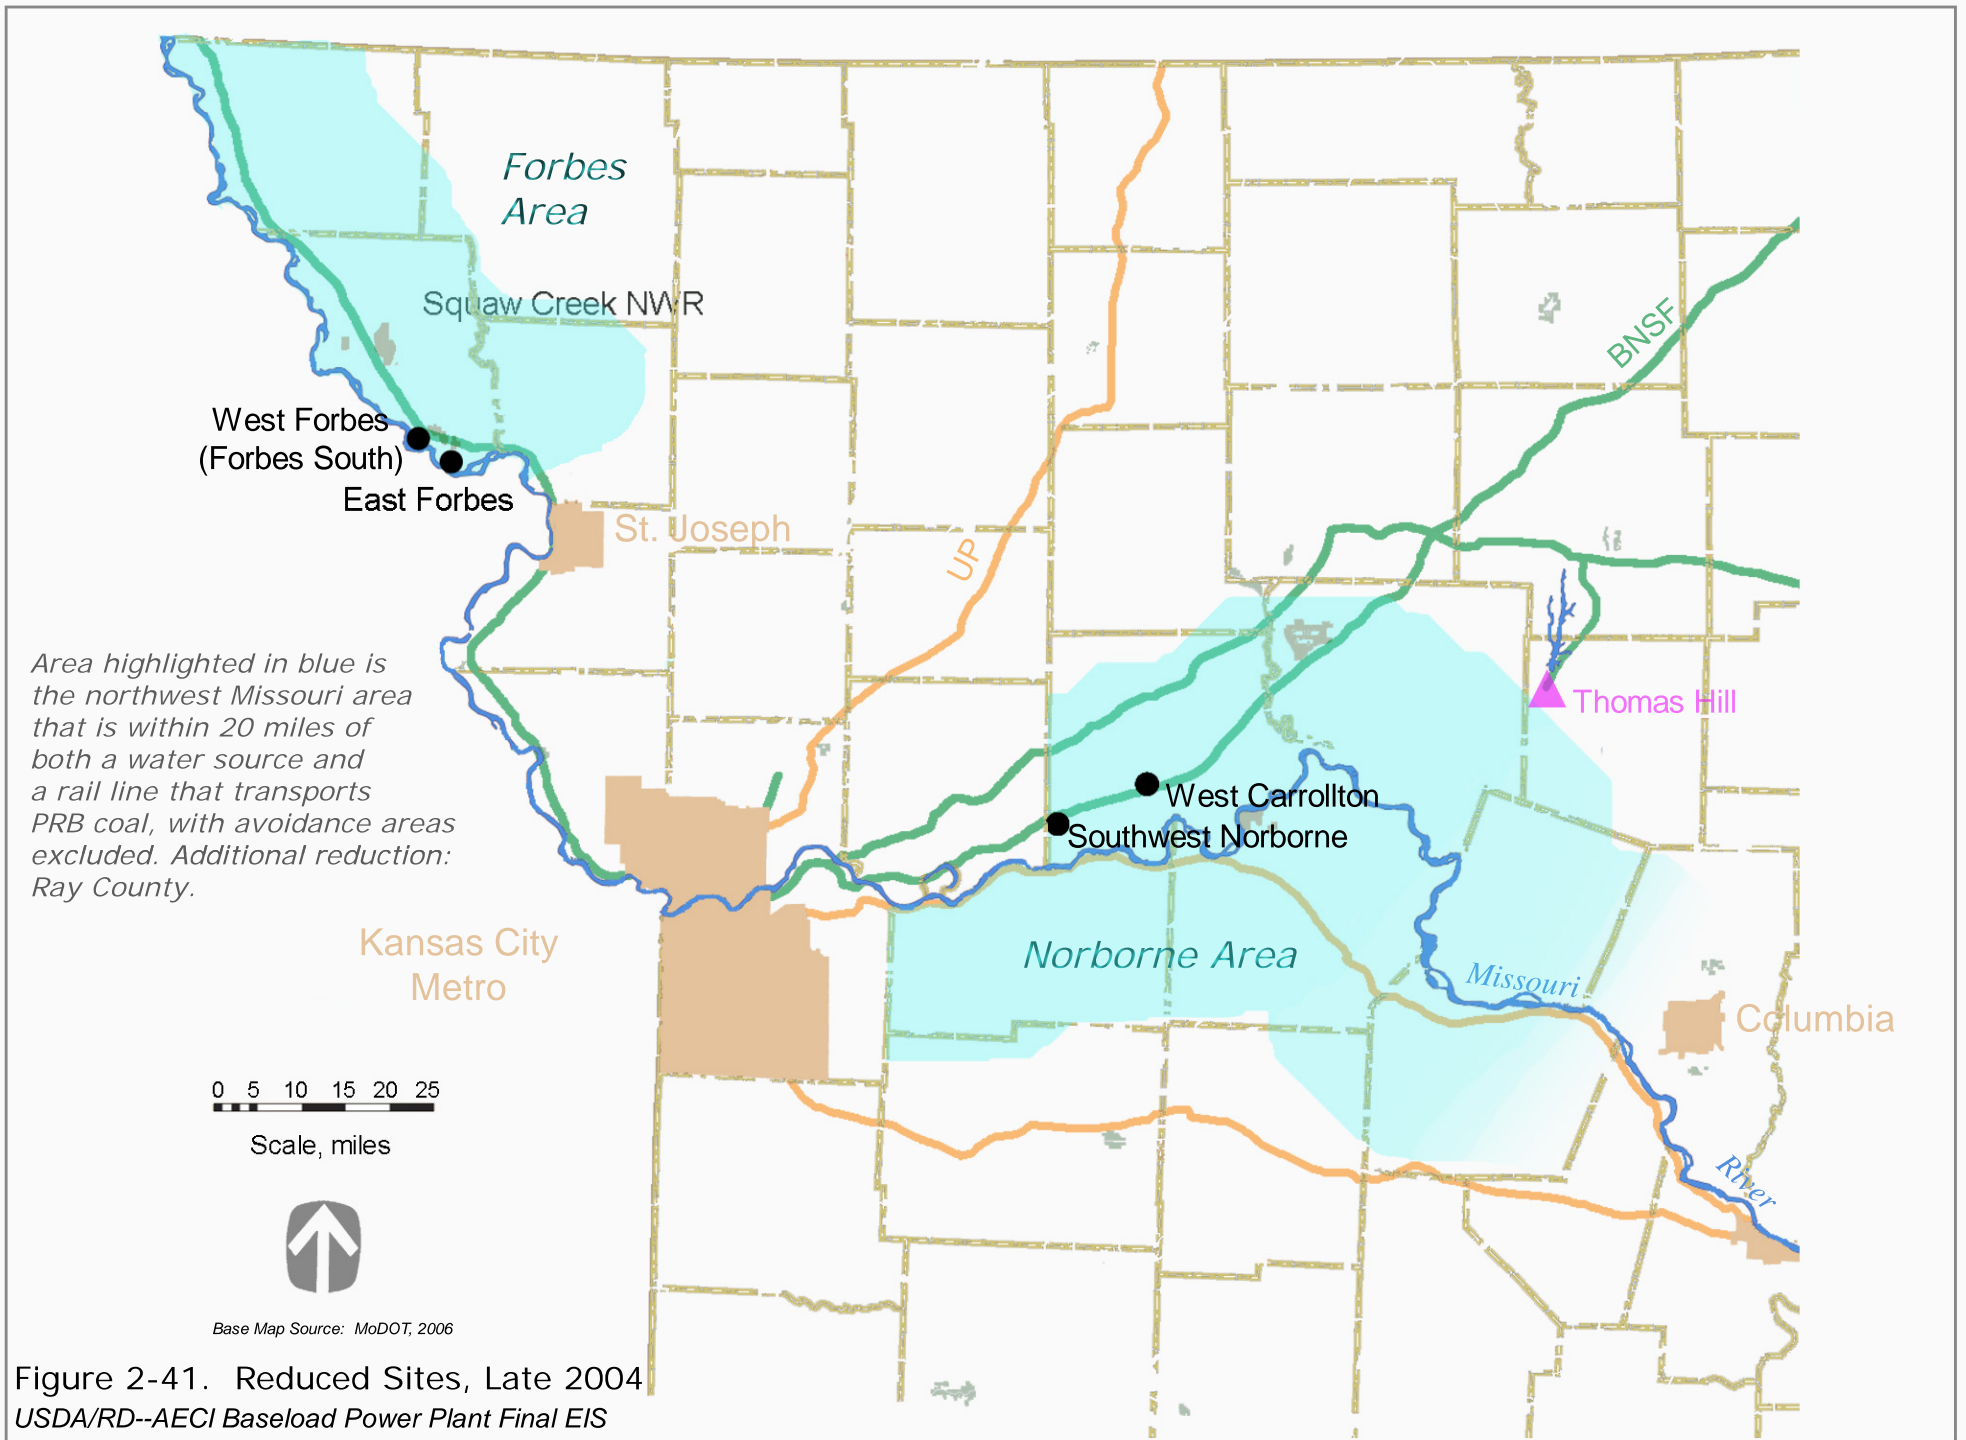 Forbes
Area
Squaw Creek NWR
BNSF
West Forbes
(Forbes South)
East Forbes
St. Joseph
UP
Area highlighted in blue is
the northwest Missouri area
that is within 20 miles of
both a water source and
a rail line that transports
PRB coal, with avoidance areas
excluded. Additional reduction:
Ray County.
Thomas Hill
West Carrollton
Southwest Norborne
Kansas City
Metro
Norborne Area
Missouri
River
Columbia
0 5 10 15 20 25
Scale, miles
Base Map Source: MoDOT, 2006
Figure 2-41. Reduced Sites, Late 2004
USDA/RD--AECI Baseload Power Plant Final EIS